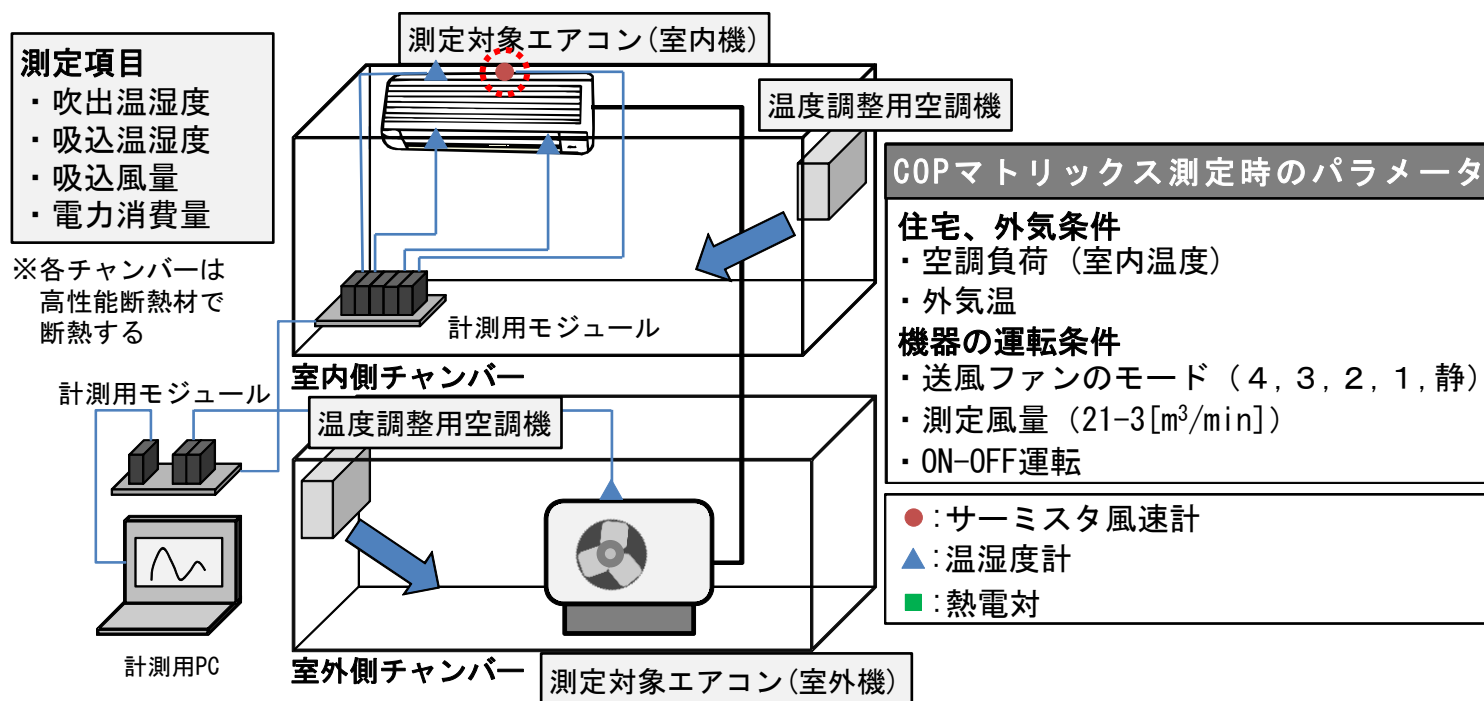 測定項目
・吹出温湿度
・吸込温湿度
・吸込風量
・電力消費量
※各チャンバーは
高性能断熱材で
断熱する
測定対象エアコン(室内機)
温度調整用空調機
計測用モジュール
室内側チャンバー
計測用モジュール
温度調整用空調機
計測用PC
室外側チャンバー
測定対象エアコン(室外機)
COPマトリックス測定時のパラメータ
住宅、外気条件
・空調負荷（室内温度）
・外気温
機器の運転条件
・送風ファンのモード（４,３,２,１,静）
・測定風量（21-3[m³/min]）
・ON-OFF運転
●:サーミスタ風速計
▲:温湿度計
■:熱電対